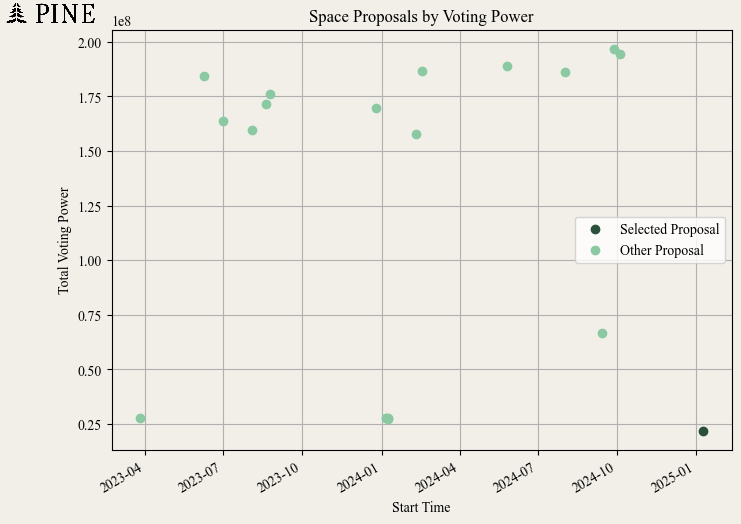 PINE
Space Proposals by Voting Power
1e8
2.00
1.75
1.50
1.25
1.00
0.75
0.50
0.25
Total Voting Power
Selected Proposal
Other Proposal
2023-04
2023-07
2023-10
2024-01
2024-04
2024-07
2024-10
2025-01
Start Time